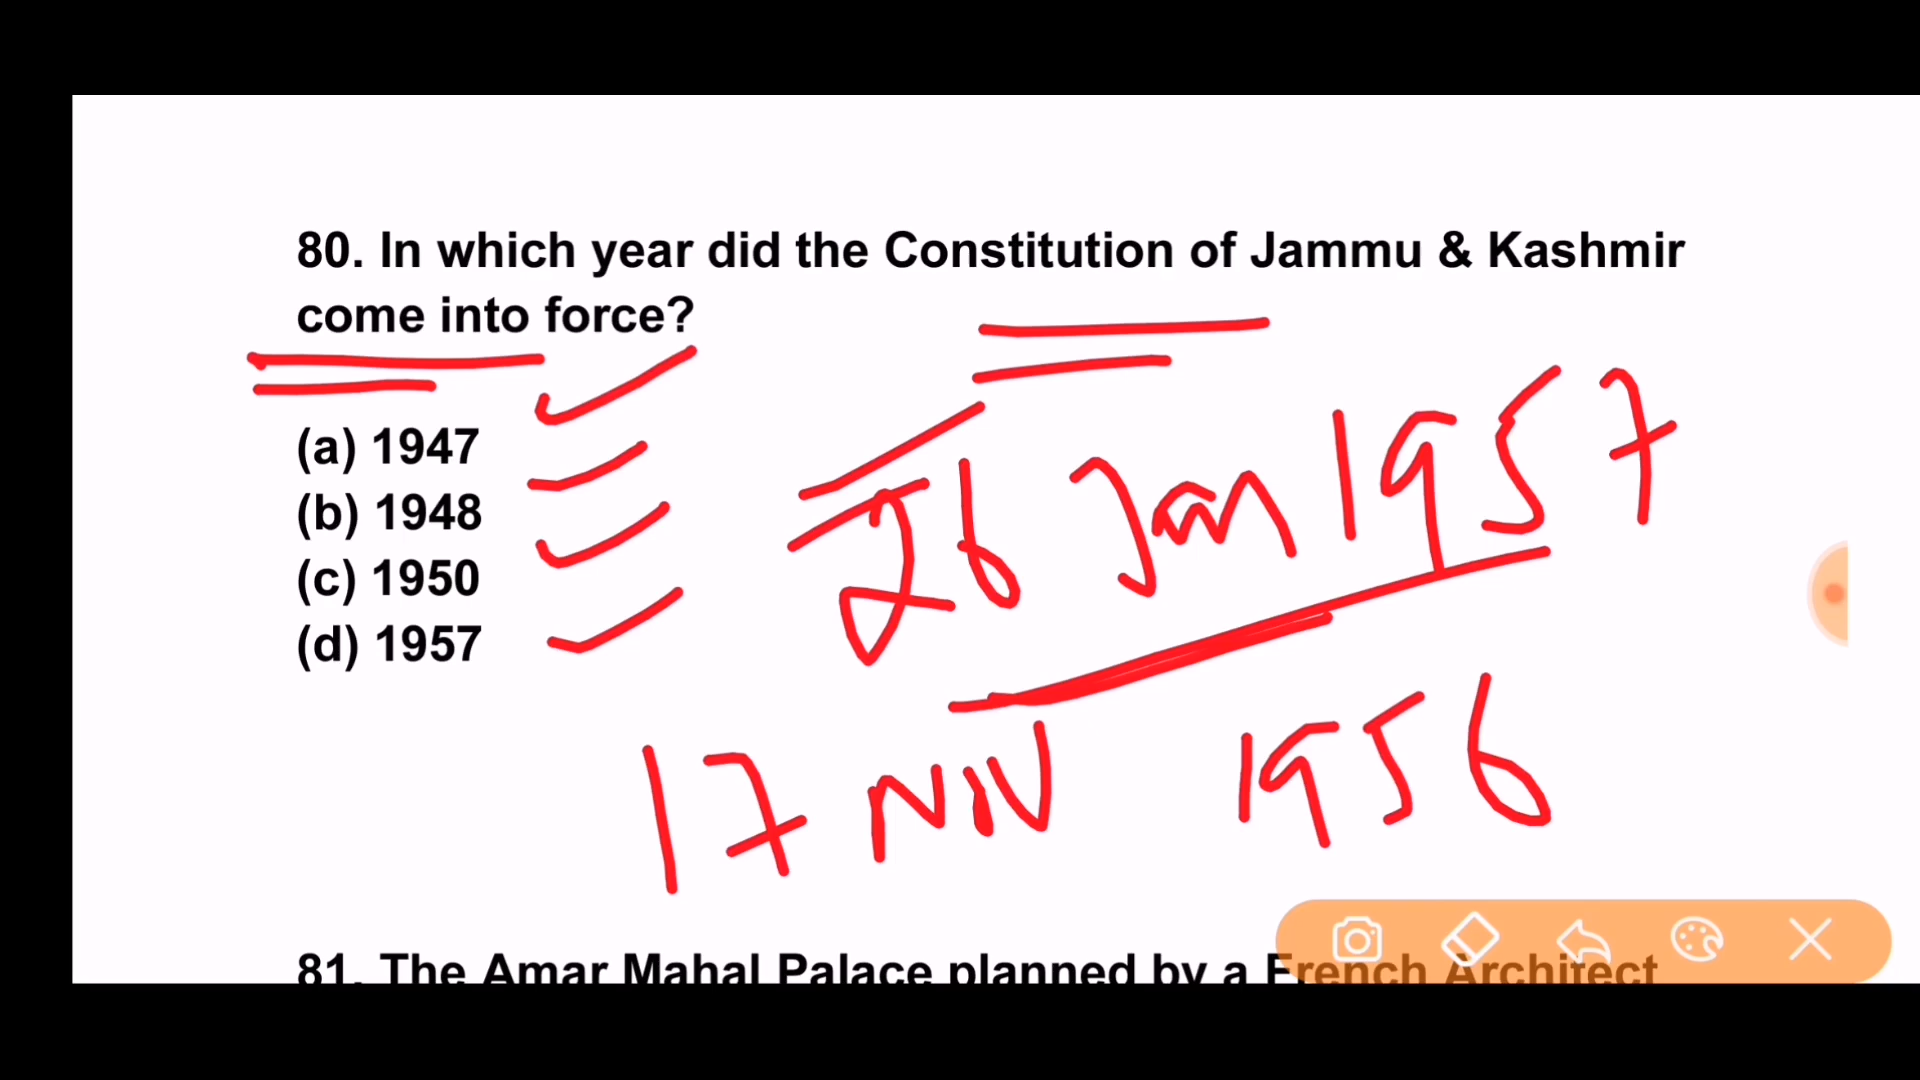 80. In which year did the Constitution of Jammu & Kashmir
come into force?
(a) 1947
(b) 1948
(c) 1950
(d) 1957
26 Jan 1957
17 Nov 1956
81. The Amar Mahal Palace planned by a French Architect